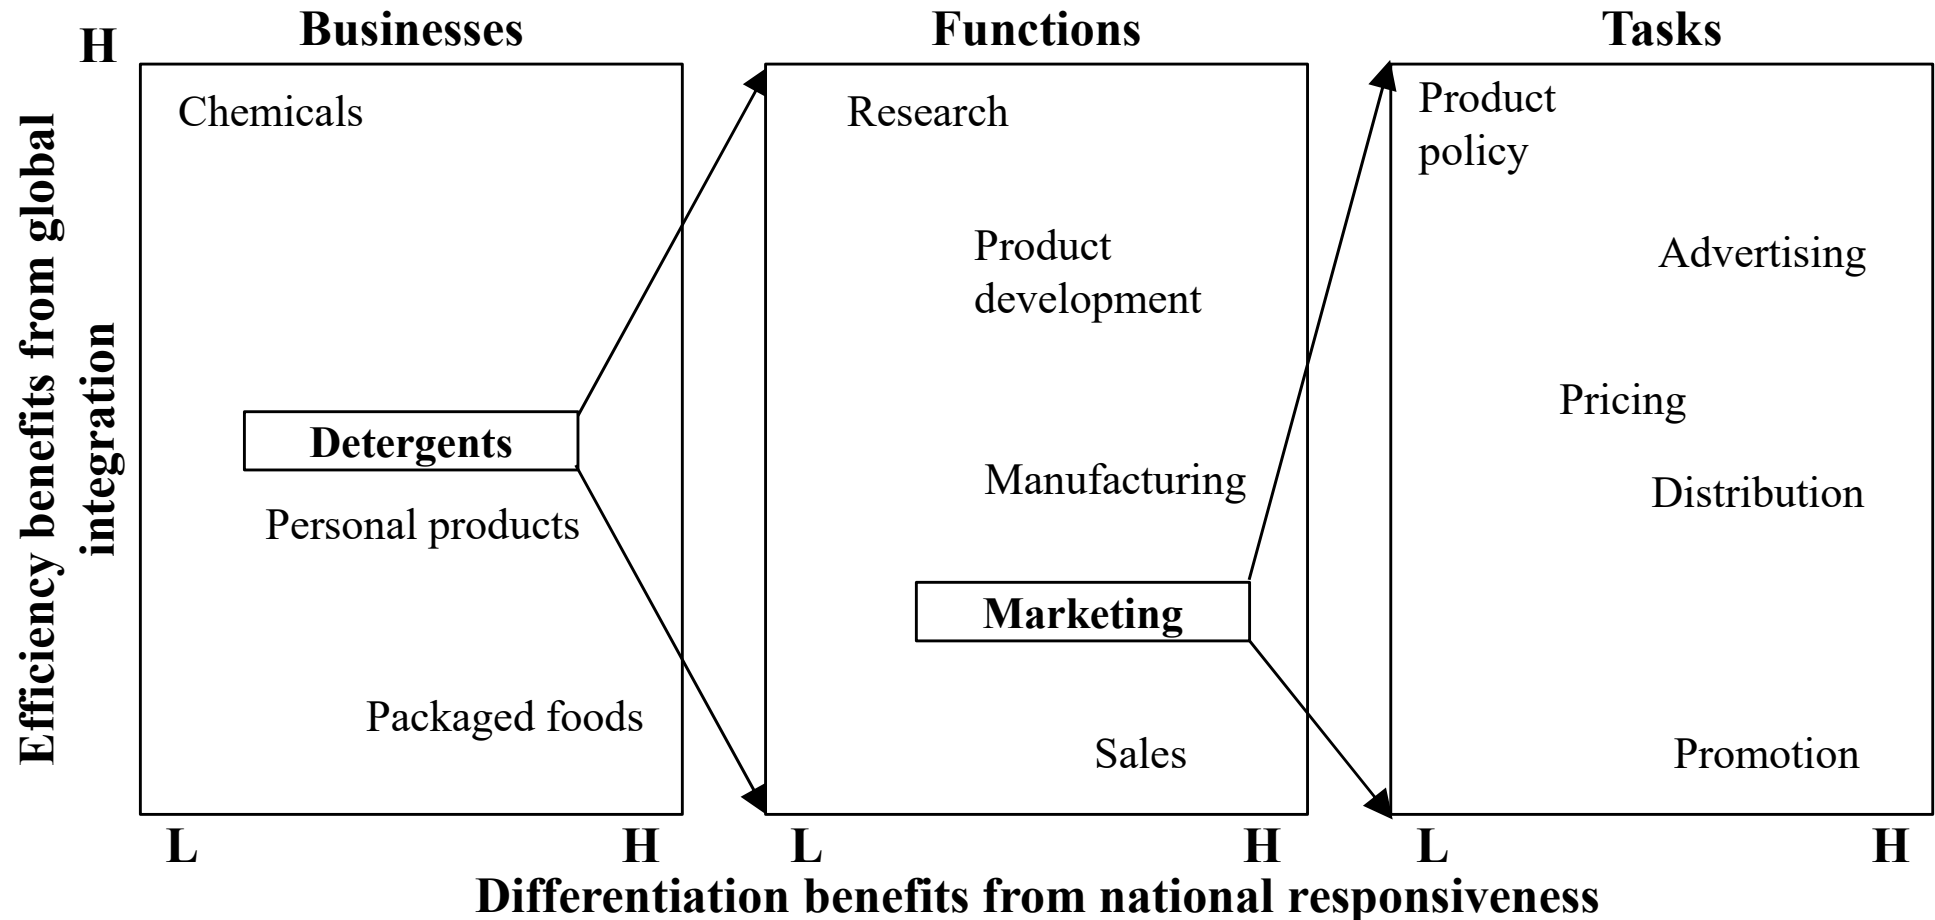 Businesses
Functions
Tasks
H
Efficiency benefits from global
integration
Chemicals
Detergents
Personal products
Packaged foods
Research
Product
development
Manufacturing
Marketing
Sales
Product
policy
Advertising
Pricing
Distribution
Promotion
L
H
L
H
L
H
Differentiation benefits from national responsiveness